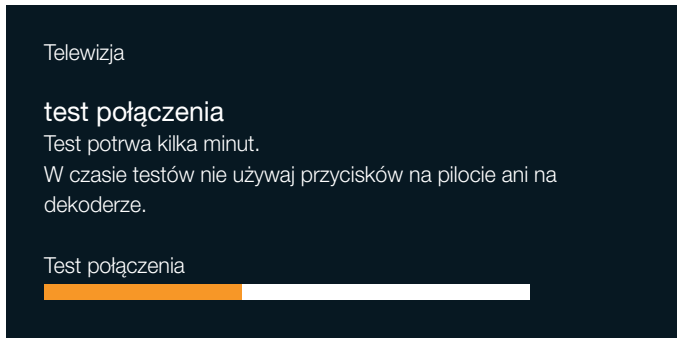 Telewizja
test połączenia
Test potrwa kilka minut.
W czasie testów nie używaj przycisków na pilocie ani na
dekoderze.
Test połączenia